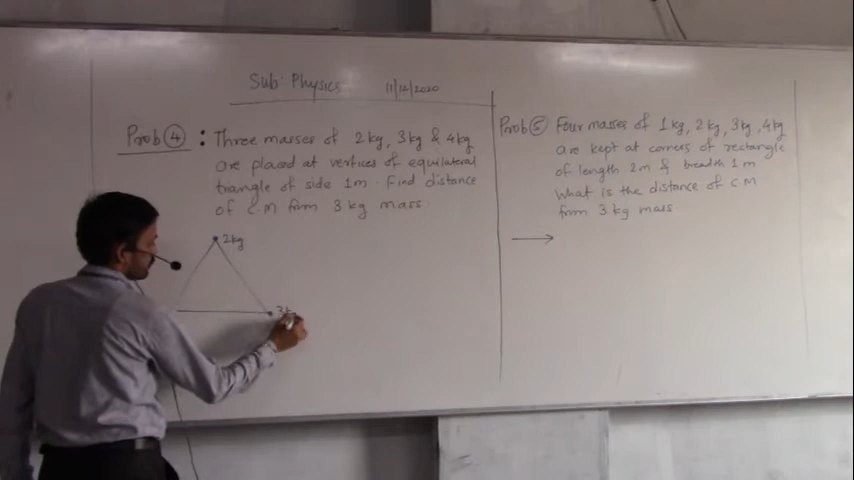 Sub: Physics 11/12/2020
Prob ④ : Three masses of 2kg, 3kg & 4kg
are placed at vertices of equilateral
triangle of side 1m. Find distance
of C.M from 3 kg mass.
2kg
Prob ⑤ Four masses of 1kg, 2kg, 3kg, 4kg
are kept at corners of rectangle
of length 2m & breadth 1m
What is the distance of C M
from 3 kg mass.